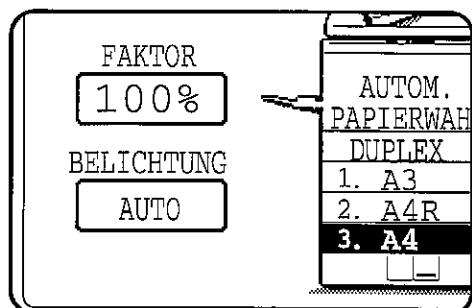 FAKTOR
100%
BELICHTUNG
AUTO
AUTOM.
PAPIERWAH
DUPLEX
1. A3
2. A4R
3. A4